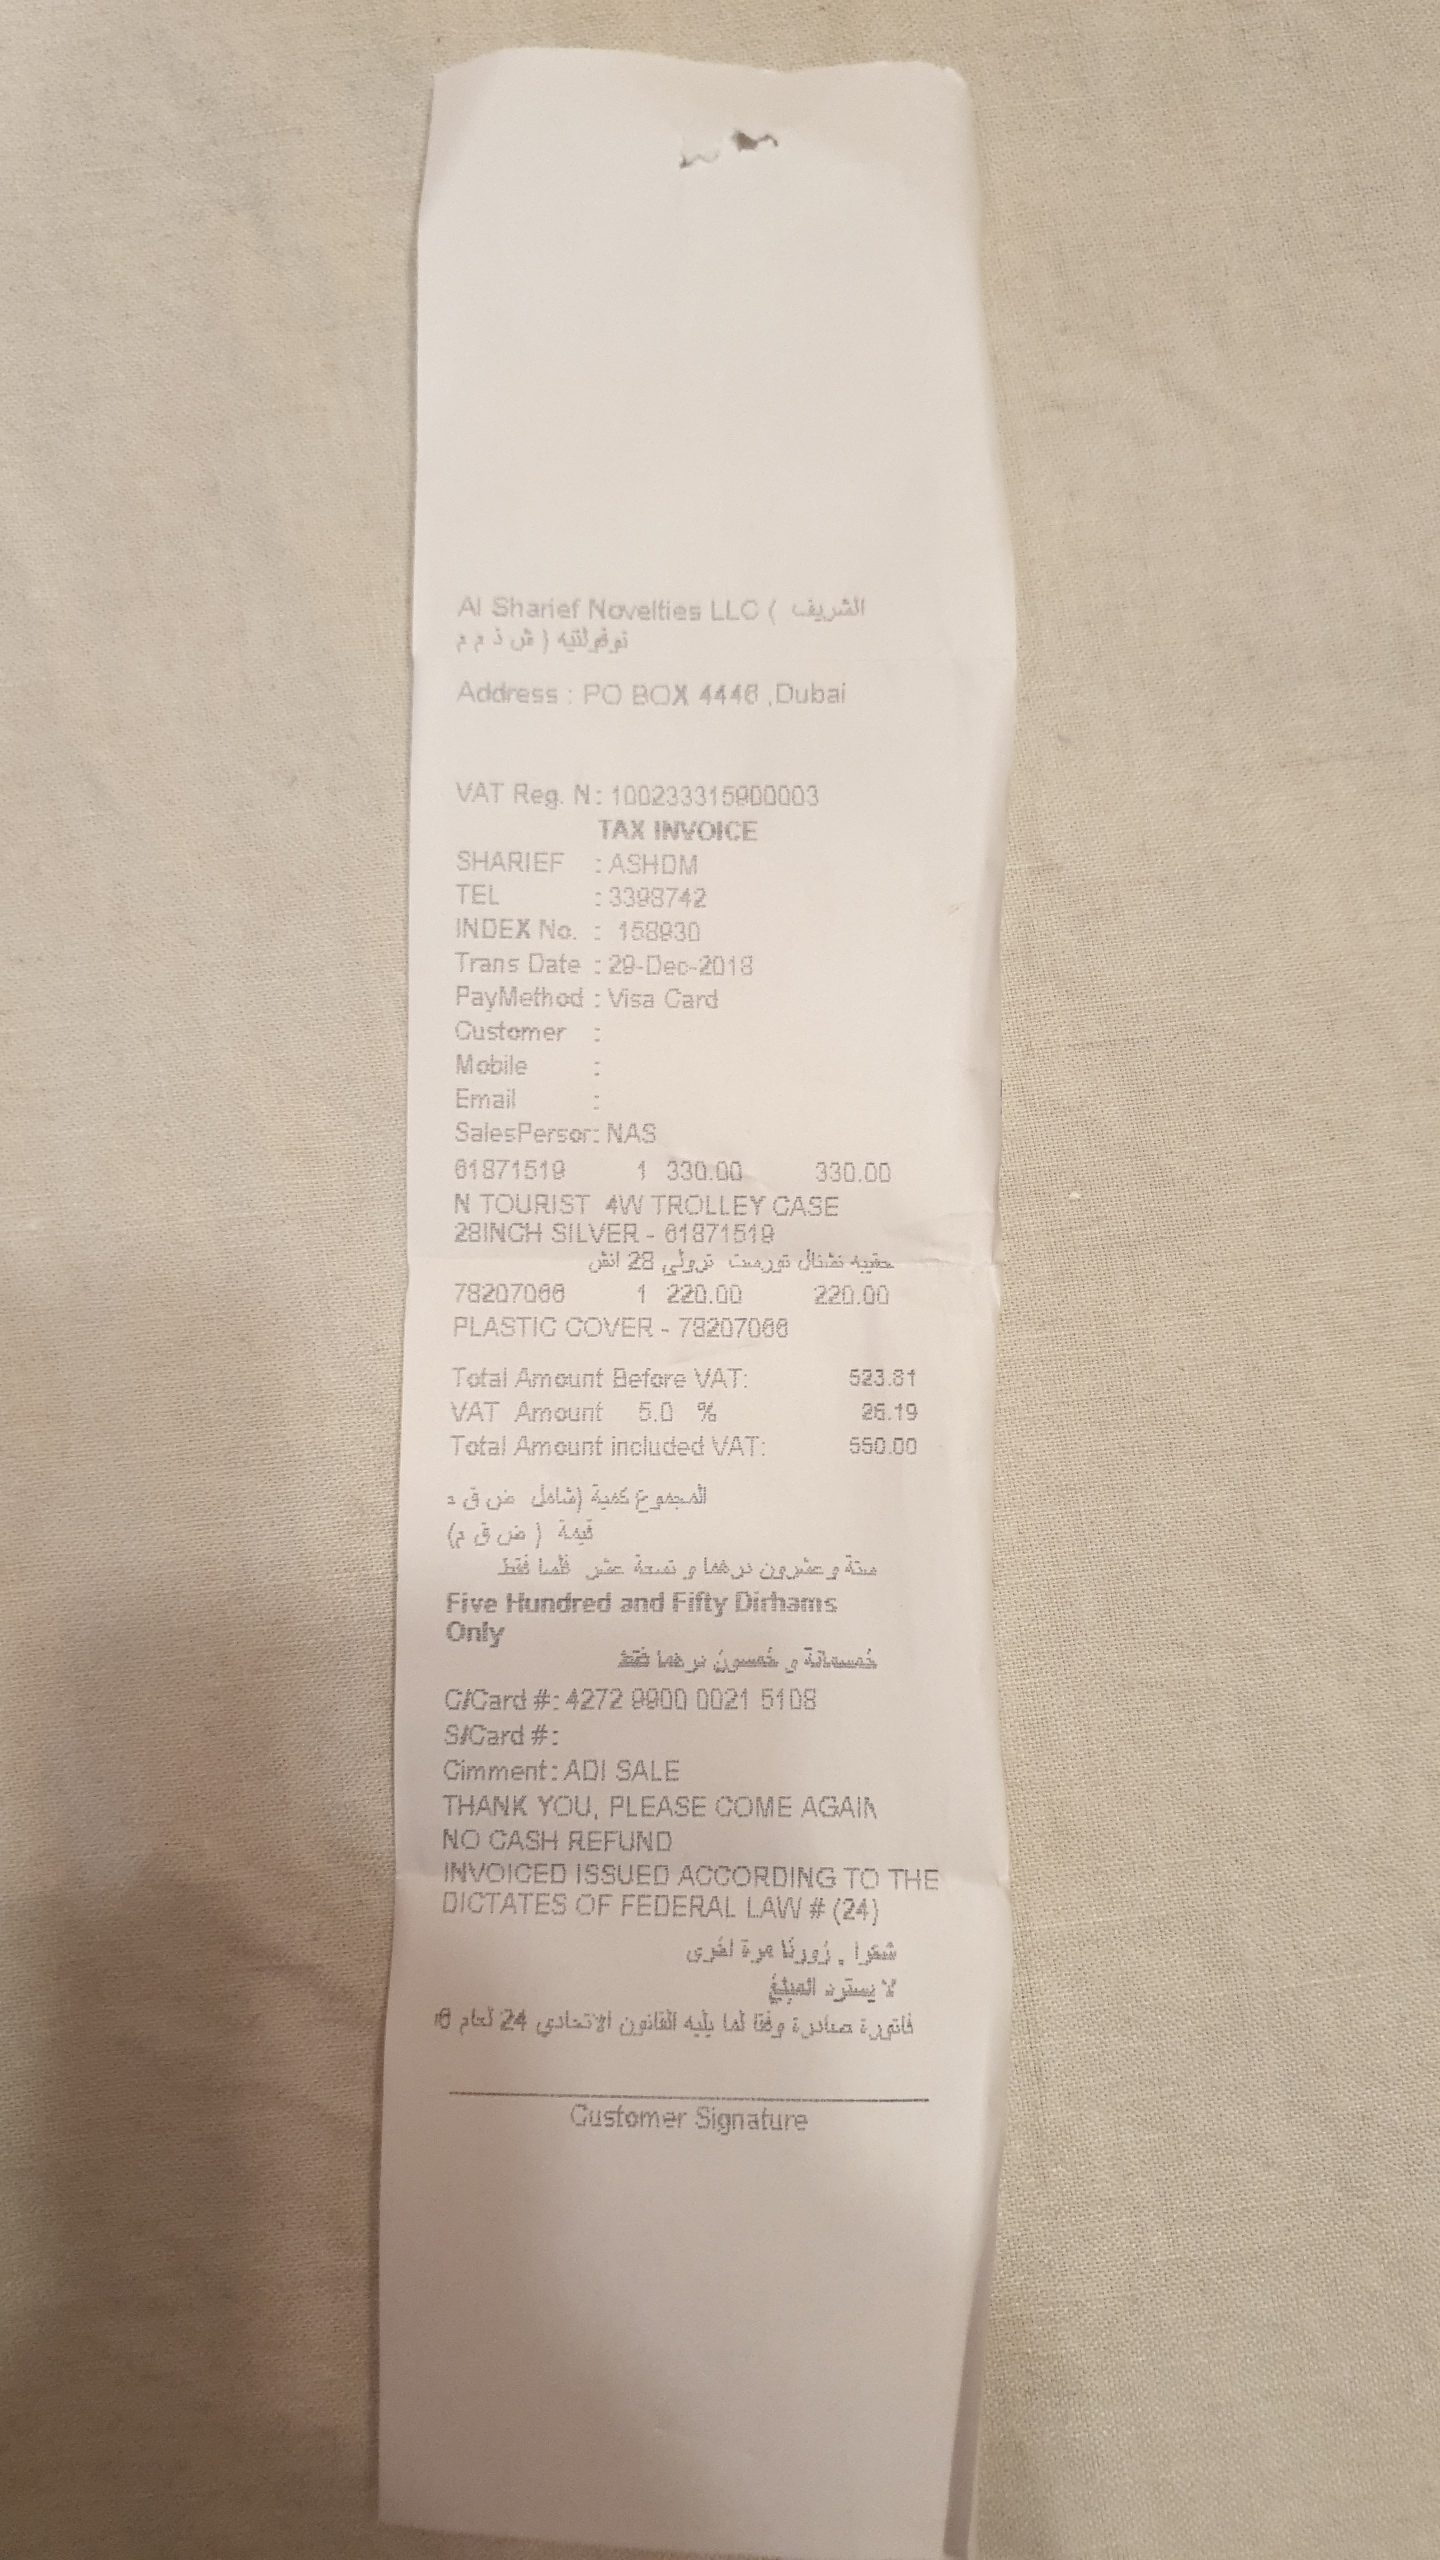 Al Sharief Novelties LLC ( الشريف
نوفولتيه ( ش ذ م م
Address : PO BOX 4446 ,Dubai
VAT Reg. N: 100233315900003
TAX INVOICE
SHARIEF : ASHDM
TEL : 3398742
INDEX No. : 158930
Trans Date : 29-Dec-2018
PayMethod : Visa Card
Customer :
Mobile :
Email :
SalesPersor: NAS
61871519 1 330.00 330.00
N TOURIST 4W TROLLEY CASE
28INCH SILVER - 61871519
حقيبه نشنال تورست ترولي 28 انش
78207066 1 220.00 220.00
PLASTIC COVER - 78207066
Total Amount Before VAT: 523.81
VAT Amount 5.0 % 26.19
Total Amount included VAT: 550.00
المجموع كمية (شامل ض ق د
قيمة ( ض ق م)
ستة و عشرون درهما و تسعة عشر فلسا فقط
Five Hundred and Fifty Dirhams
Only
خمسمائة و خمسون درهما فقط
C/Card #: 4272 9900 0021 5108
S/Card #:
Cimment: ADI SALE
THANK YOU, PLEASE COME AGAIN
NO CASH REFUND
INVOICED ISSUED ACCORDING TO THE
DICTATES OF FEDERAL LAW # (24)
شكرا . زورنا مرة اخرى
لا يسترد المبلغ
فاتورة صادرة وفقا لما يليه القانون الاتحادي 24 لعام
Customer Signature